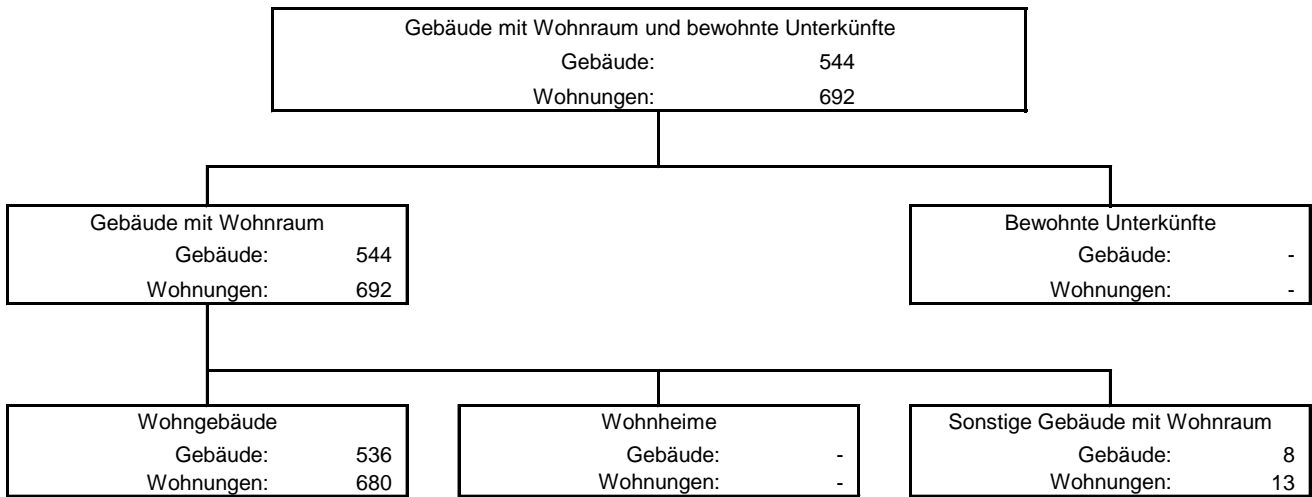 Gebäude mit Wohnraum und bewohnte Unterkünfte
Gebäude: 544
Wohnungen: 692
Gebäude mit Wohnraum
Gebäude: 544
Wohnungen: 692
Bewohnte Unterkünfte
Gebäude: -
Wohnungen: -
Wohngebäude
Gebäude: 536
Wohnungen: 680
Wohnheime
Gebäude: -
Wohnungen: -
Sonstige Gebäude mit Wohnraum
Gebäude: 8
Wohnungen: 13